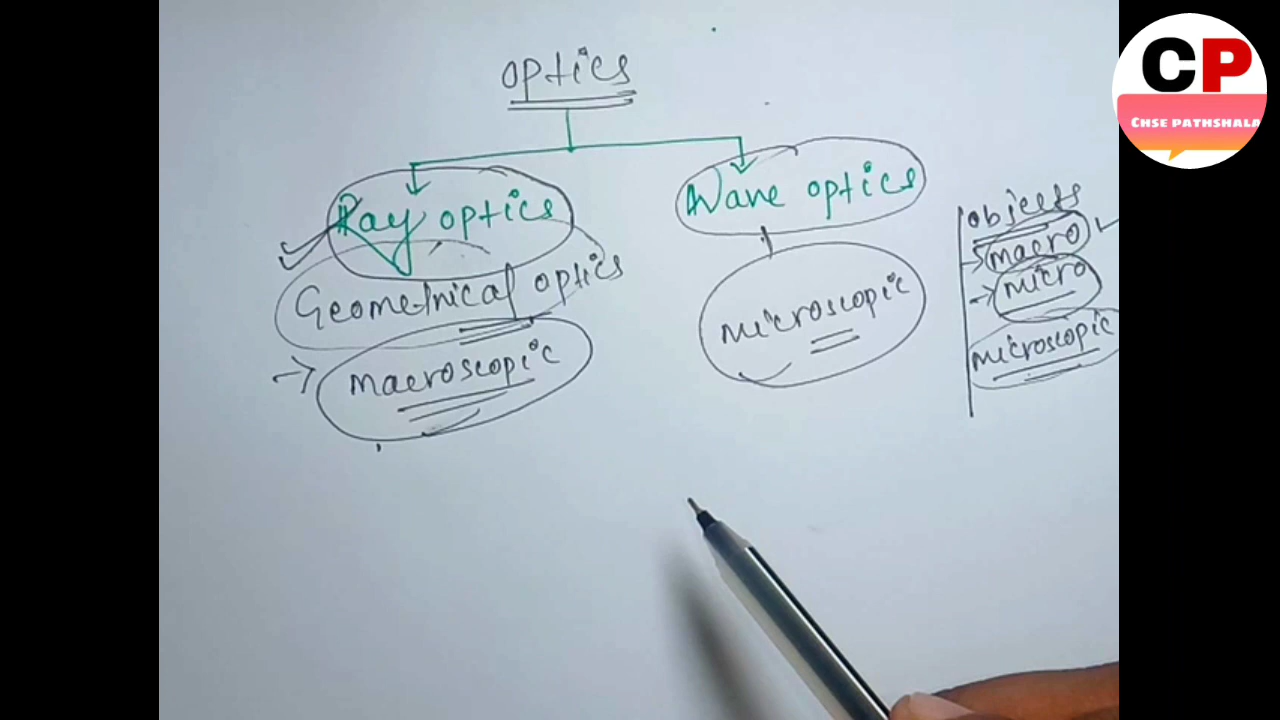 optics
Ray optics
Wave optics
Geometrical optics
macroscopic
microscopic
objects
macro
micro
microscopic
CP
CHSE PATHSHALA